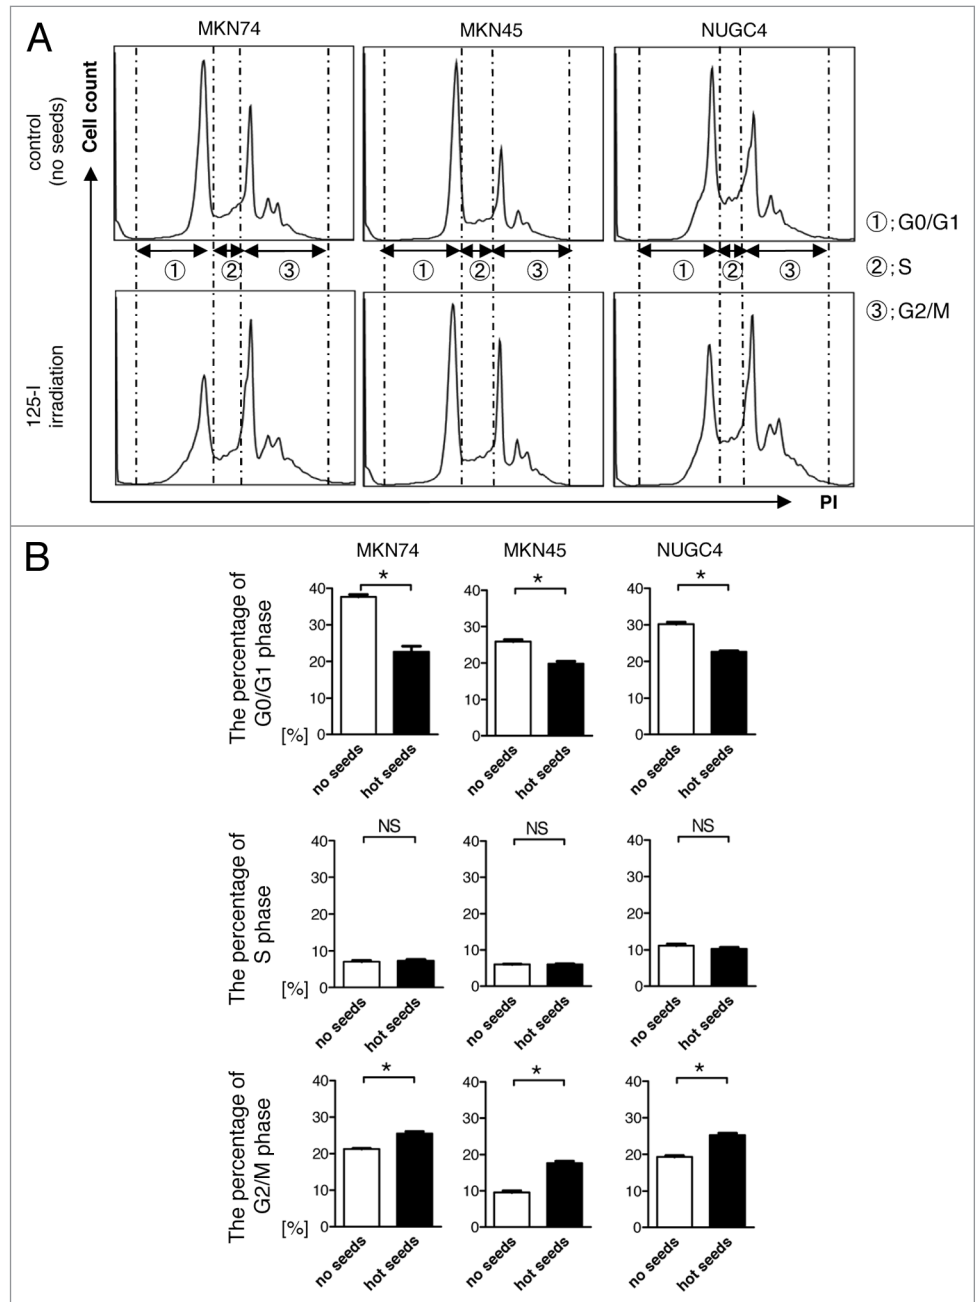 A
MKN74
MKN45
NUGC4
control
(no seeds)
Cell count
①
②
③
①
②
③
①
②
③
①; G0/G1
②; S
③; G2/M
125-I
irradiation
PI
B
MKN74
MKN45
NUGC4
The percentage of
G0/G1 phase
[%]
40
30
20
10
0
*
no seeds
hot seeds
40
30
20
10
0
*
no seeds
hot seeds
40
30
20
10
0
*
no seeds
hot seeds
The percentage of
S phase
[%]
40
30
20
10
0
NS
no seeds
hot seeds
40
30
20
10
0
NS
no seeds
hot seeds
40
30
20
10
0
NS
no seeds
hot seeds
The percentage of
G2/M phase
[%]
40
30
20
10
0
*
no seeds
hot seeds
40
30
20
10
0
*
no seeds
hot seeds
40
30
20
10
0
*
no seeds
hot seeds